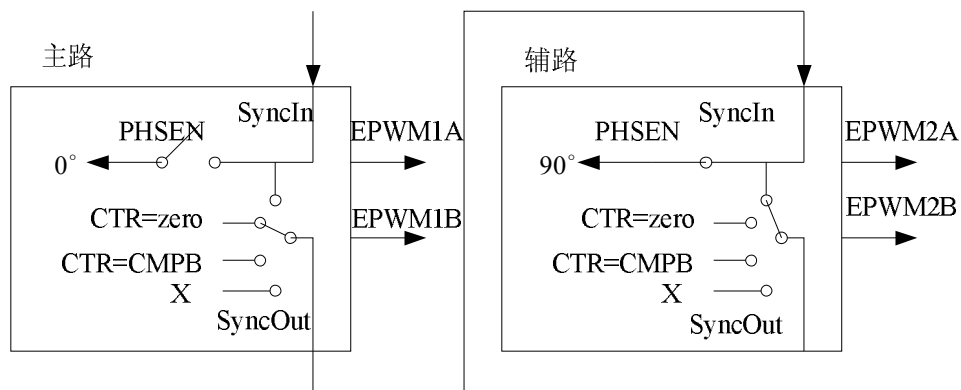 主路
SyncIn
PHSEN
EPWM1A
0°
CTR=zero
EPWM1B
CTR=CMPB
X
SyncOut
辅路
SyncIn
PHSEN
EPWM2A
90°
CTR=zero
EPWM2B
CTR=CMPB
X
SyncOut